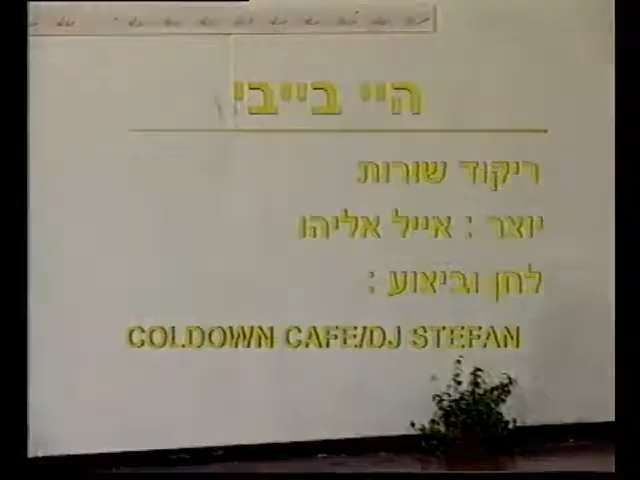 היי בייבי
ריקוד שורות
יוצר : אייל אליהו
לחן וביצוע :
COLDOWN CAFE/DJ STEFAN